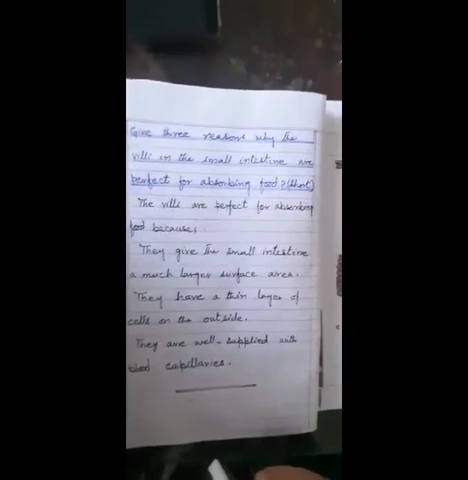 Give three reasons why the
villi in the small intestine are
perfect for absorbing food? (Short)
The villi are perfect for absorbing
food because,
They give the small intestine
a much larger surface area.
They have a thin layer of
cells on the outside.
They are well-supplied with
blood capillaries.